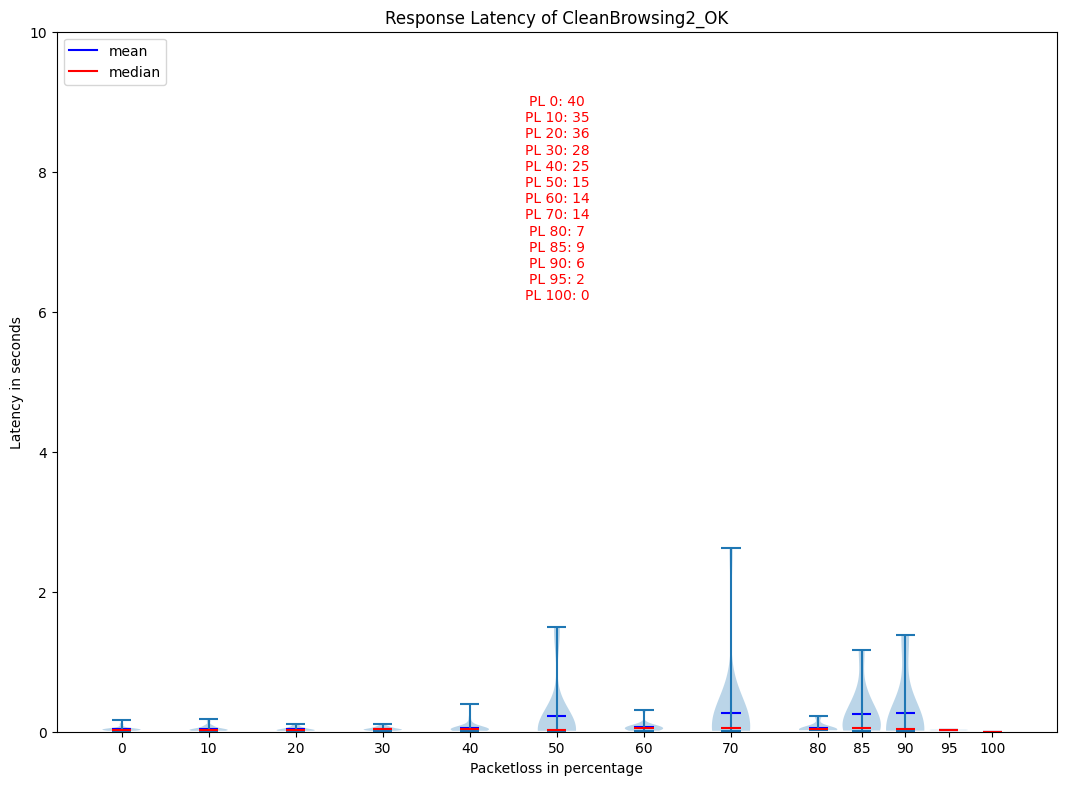 Response Latency of CleanBrowsing2_OK
10
mean
median
PL 0: 40
PL 10: 35
PL 20: 36
PL 30: 28
PL 40: 25
PL 50: 15
PL 60: 14
PL 70: 14
PL 80: 7
PL 85: 9
PL 90: 6
PL 95: 2
PL 100: 0
8
6
4
2
0
Latency in seconds
0 10 20 30 40 50 60 70 80 85 90 95 100
Packetloss in percentage